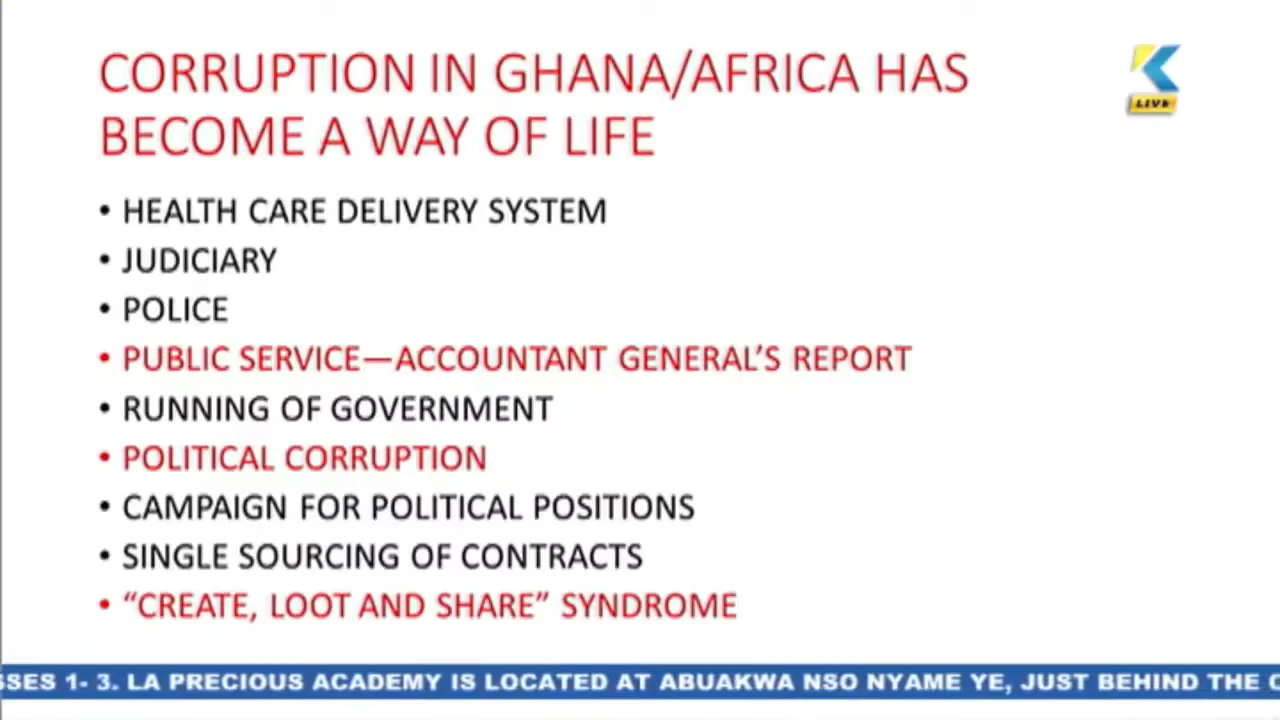 CORRUPTION IN GHANA/AFRICA HAS
BECOME A WAY OF LIFE
LIVE
• HEALTH CARE DELIVERY SYSTEM
• JUDICIARY
• POLICE
• PUBLIC SERVICE—ACCOUNTANT GENERAL’S REPORT
• RUNNING OF GOVERNMENT
• POLITICAL CORRUPTION
• CAMPAIGN FOR POLITICAL POSITIONS
• SINGLE SOURCING OF CONTRACTS
• “CREATE, LOOT AND SHARE” SYNDROME
1- 3. LA PRECIOUS ACADEMY IS LOCATED AT ABUAKWA NSO NYAME YE, JUST BEHIND THE